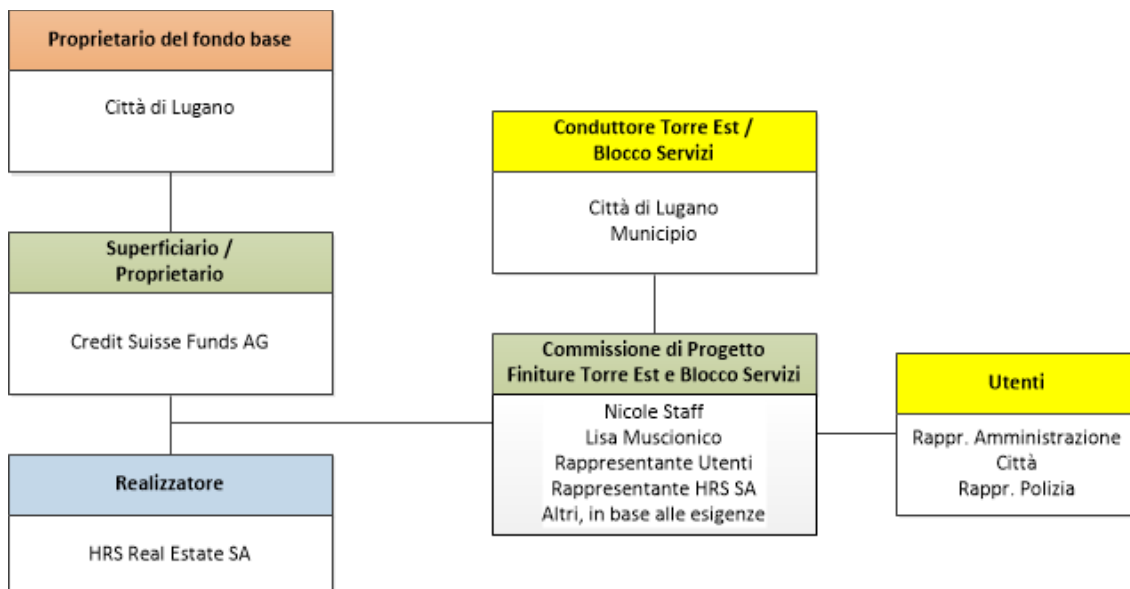 Proprietario del fondo base
Città di Lugano
Superficiario /
Proprietario
Credit Suisse Funds AG
Realizzatore
HRS Real Estate SA
Conduttore Torre Est /
Blocco Servizi
Città di Lugano
Municipio
Commissione di Progetto
Finiture Torre Est e Blocco Servizi
Nicole Staff
Lisa Muscionico
Rappresentante Utenti
Rappresentante HRS SA
Altri, in base alle esigenze
Utenti
Rappr. Amministrazione
Città
Rappr. Polizia